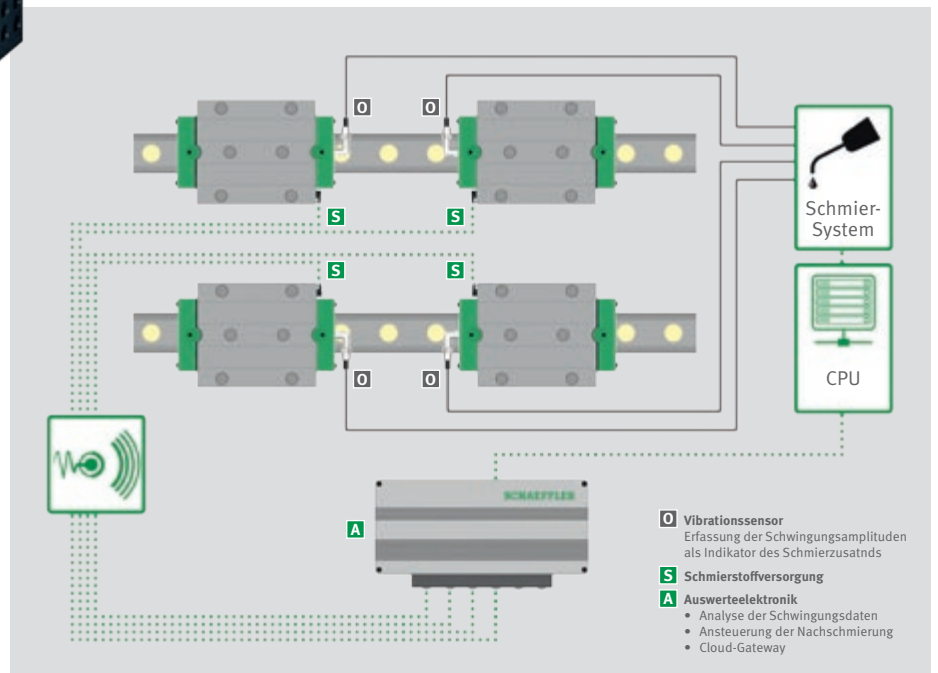 O
O
S
S
Schmier-
System
S
S
CPU
O
O
SCHAEFFLER
A
O Vibrationssensor
Erfassung der Schwingungsamplituden
als Indikator des Schmierzusatnds
S Schmierstoffversorgung
A Auswerteelektronik
• Analyse der Schwingungsdaten
• Ansteuerung der Nachschmierung
• Cloud-Gateway